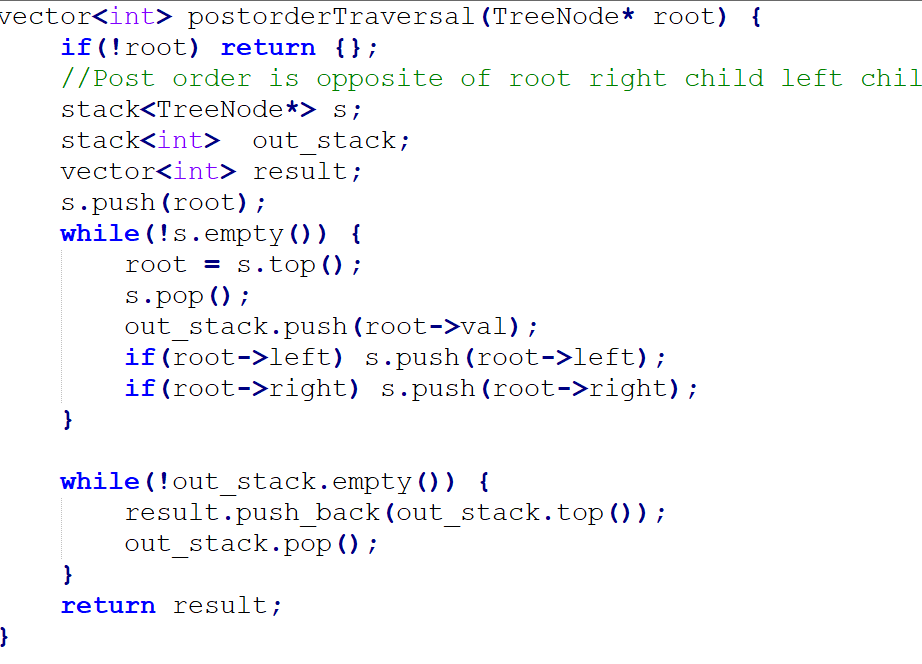 vector<int> postorderTraversal(TreeNode* root) {
    if(!root) return {};
    //Post order is opposite of root right child left chil
    stack<TreeNode*> s;
    stack<int>  out_stack;
    vector<int> result;
    s.push(root);
    while(!s.empty()) {
        root = s.top();
        s.pop();
        out_stack.push(root->val);
        if(root->left) s.push(root->left);
        if(root->right) s.push(root->right);
    }

    while(!out_stack.empty()) {
        result.push_back(out_stack.top());
        out_stack.pop();
    }
    return result;
}